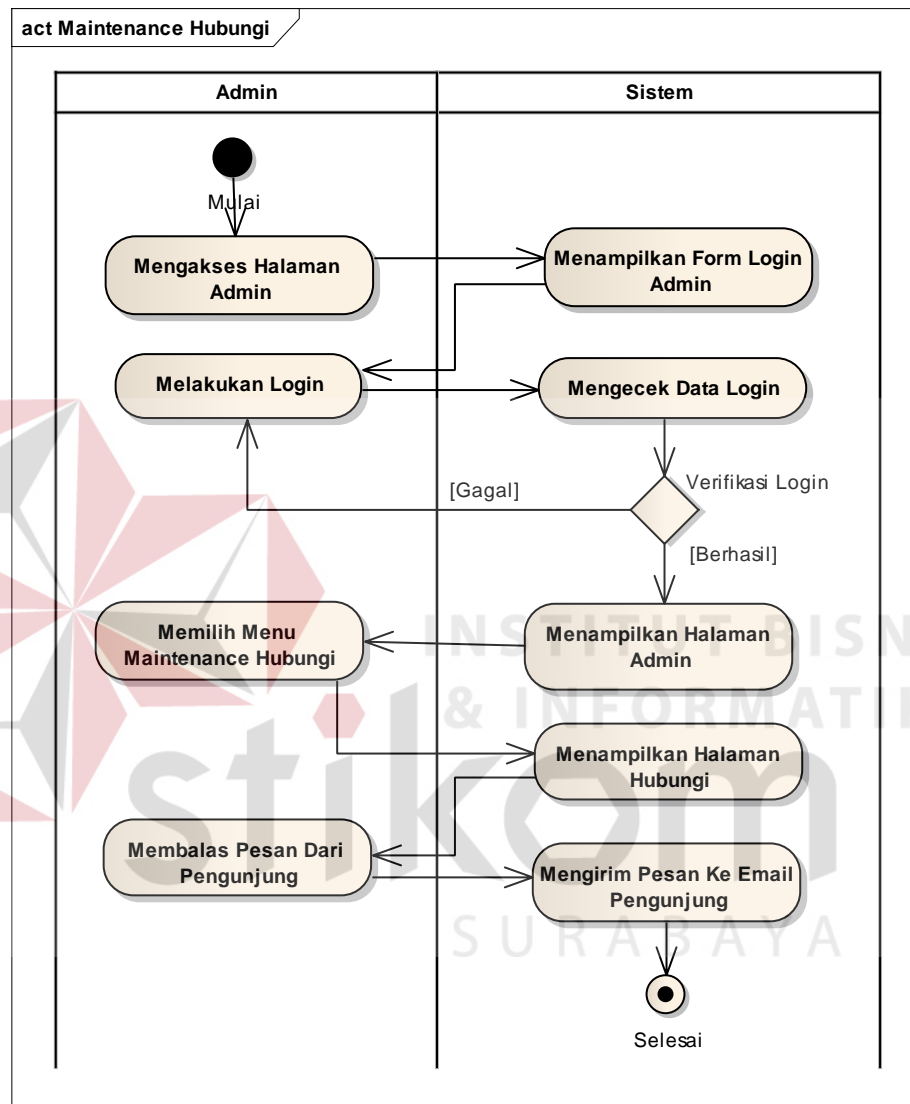 act Maintenance Hubungi
Admin
Sistem
Mulai
Mengakses Halaman
Admin
Menampilkan Form Login
Admin
Melakukan Login
Mengecek Data Login
Verifikasi Login
[Gagal]
[Berhasil]
Memilih Menu
Maintenance Hubungi
Menampilkan Halaman
Admin
INSTITUT BISN
& INFORMATIK
Menampilkan Halaman
Hubungi
stikom
Membalas Pesan Dari
Pengunjung
Mengirim Pesan Ke Email
Pengunjung
SURABAYA
Selesai